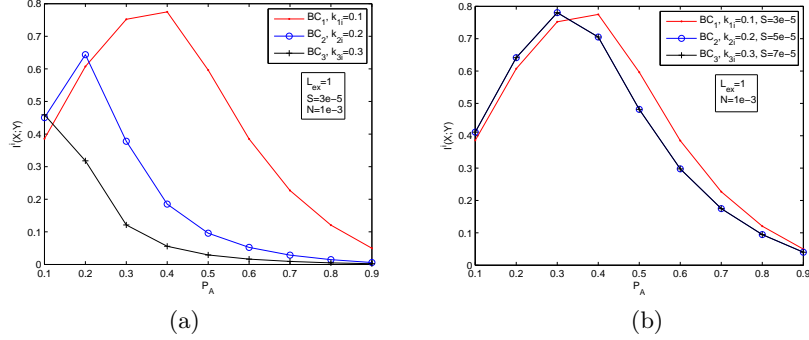 BC1, k1i=0.1
BC2, k2i=0.2
BC3, k3i=0.3
Lex=1
S=3e-5
N=1e-3
I^i(X;Y)
0.8
0.7
0.6
0.5
0.4
0.3
0.2
0.1
0
0.1 0.2 0.3 0.4 0.5 0.6 0.7 0.8 0.9
P_A
(a)
BC1, k1i=0.1, S=3e-5
BC2, k2i=0.2, S=5e-5
BC3, k3i=0.3, S=7e-5
Lex=1
N=1e-3
I^i(X;Y)
0.8
0.7
0.6
0.5
0.4
0.3
0.2
0.1
0
0.1 0.2 0.3 0.4 0.5 0.6 0.7 0.8 0.9
P_A
(b)